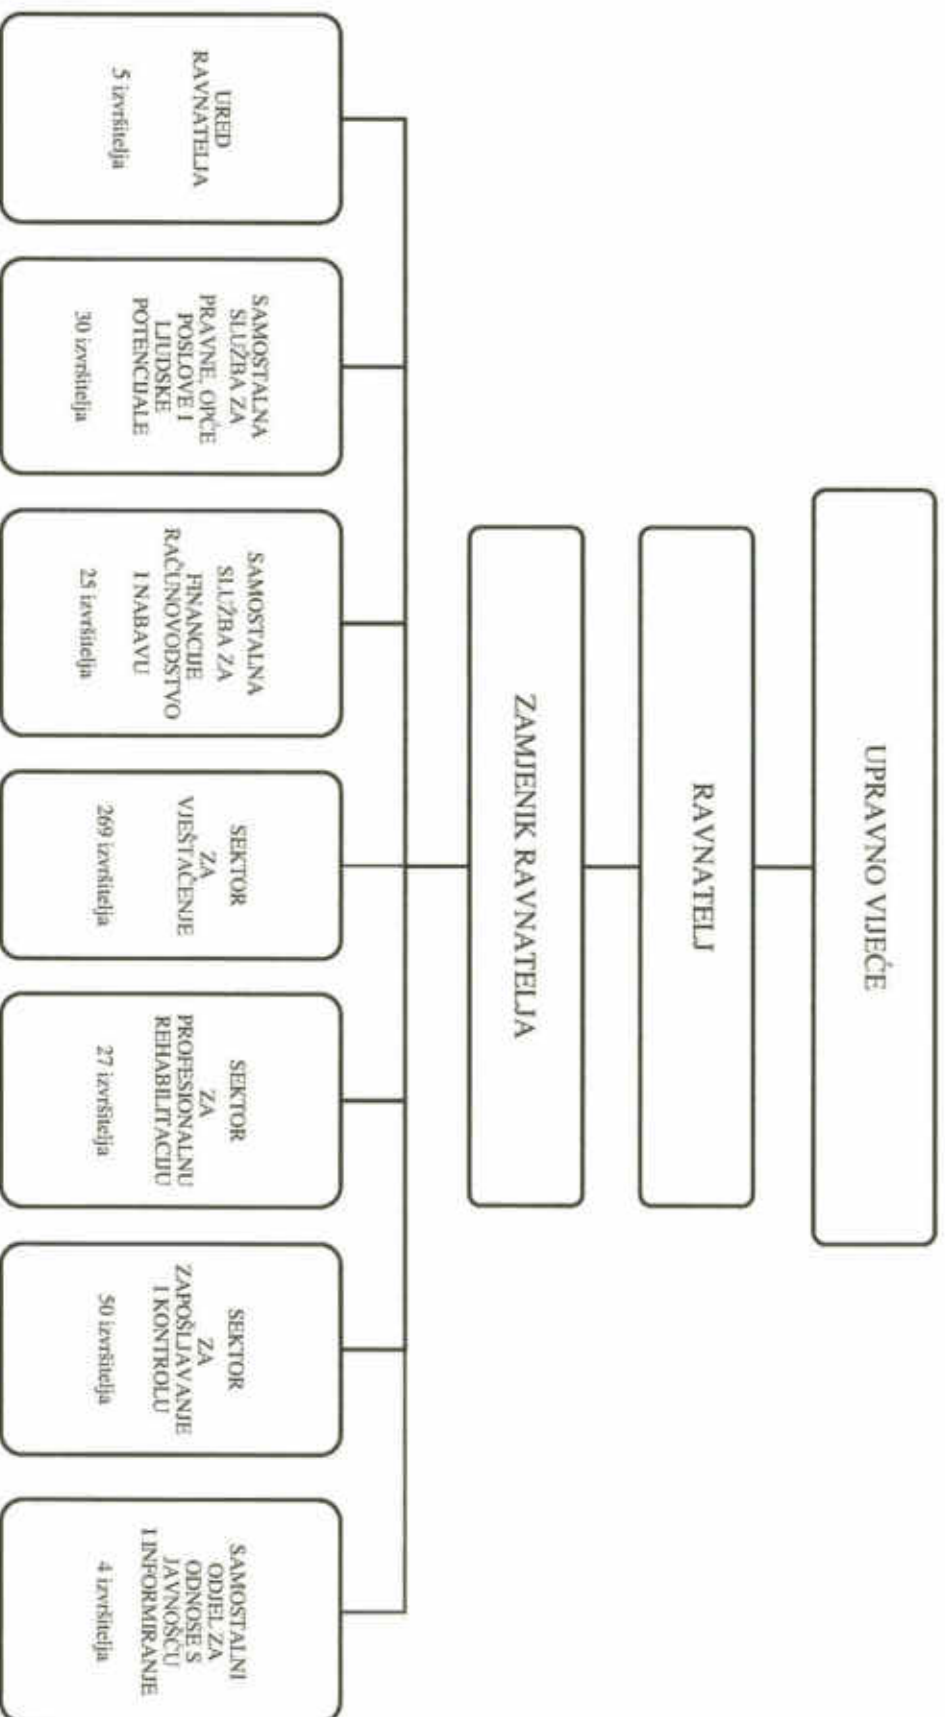 UPRAVNO VIJEĆE
RAVNATELJ
ZAMJENIK RAVNATELJA
URED
RAVNATELJA
5 izvršitelja
SAMOSTALNA
SLUŽBA ZA
PRAVNE, OPĆE
POSLOVE I
LJUDSKE
POTENCIJALE
30 izvršitelja
SAMOSTALNA
SLUŽBA ZA
FINANCIJE
RAČUNOVODSTVO
I NABAVU
25 izvršitelja
SEKTOR
ZA
VJEŠTAČENJE
269 izvršitelja
SEKTOR
ZA
PROFESIONALNU
REHABILITACIJU
27 izvršitelja
SEKTOR
ZA
ZAPOŠLJAVANJE
I KONTROLU
50 izvršitelja
SAMOSTALNI
ODJEL ZA
ODNOSE S
JAVNOŠĆU
I INFORMIRANJE
4 izvršitelja